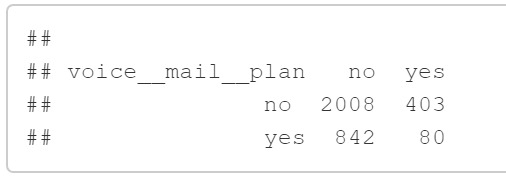 ##
## voice__mail__plan no yes
## no 2008 403
## yes 842 80